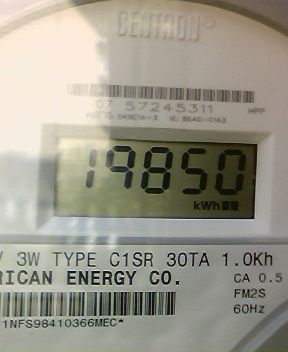 CENTRON
07 57245311
19850
kWh
V 3W TYPE C1SR 30TA 1.0Kh
RICAN ENERGY CO.
CA 0.5
FM2S
60Hz
1NFS98410366MEC*